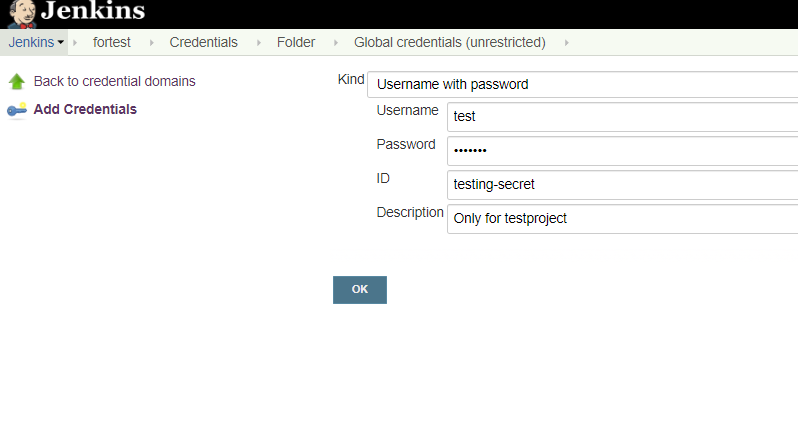 Jenkins
Jenkins fortest Credentials Folder Global credentials (unrestricted)
Back to credential domains
Add Credentials
Kind Username with password
Username test
Password •••••••
ID testing-secret
Description Only for testproject
OK